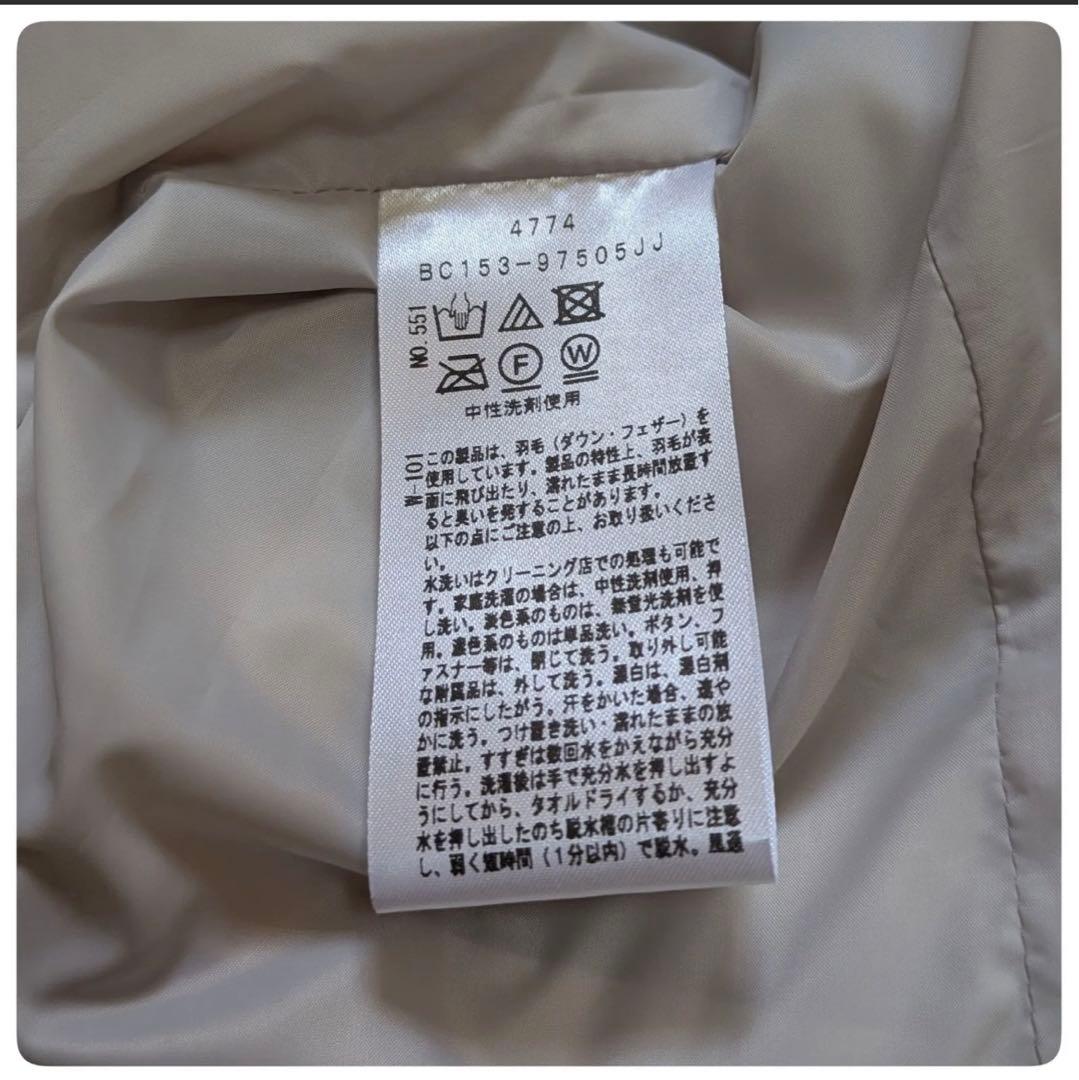 4774
BC153-97505JJ
NO.551
F
W
中性洗剤使用
W-101
この製品は、羽毛（ダウン・フェザー）を
使用しています。製品の特性上、羽毛が表
面に飛び出たり、濡れたまま長時間放置す
ると臭いを発することがあります。
以下の点にご注意の上、お取り扱いくださ
い。
水洗いはクリーニング店での処理も可能で
す。家庭洗濯の場合は、中性洗剤使用、押
し洗い。淡色系のものは、無蛍光洗剤を使
用。濃色系のものは単品洗い。ボタン、フ
ァスナー等は、閉じて洗う。取り外し可能
な附属品は、外して洗う。漂白は、漂白剤
の指示にしたがう。汗をかいた場合、速や
かに洗う。つけ置き洗い・濡れたままの放
置禁止。すすぎは数回水をかえながら充分
に行う。洗濯後は手で充分水を押し出すよ
うにしてから、タオルドライするか、充分
水を押し出したのち脱水槽の片寄りに注意
し、弱く短時間（1分以内）で脱水。風通